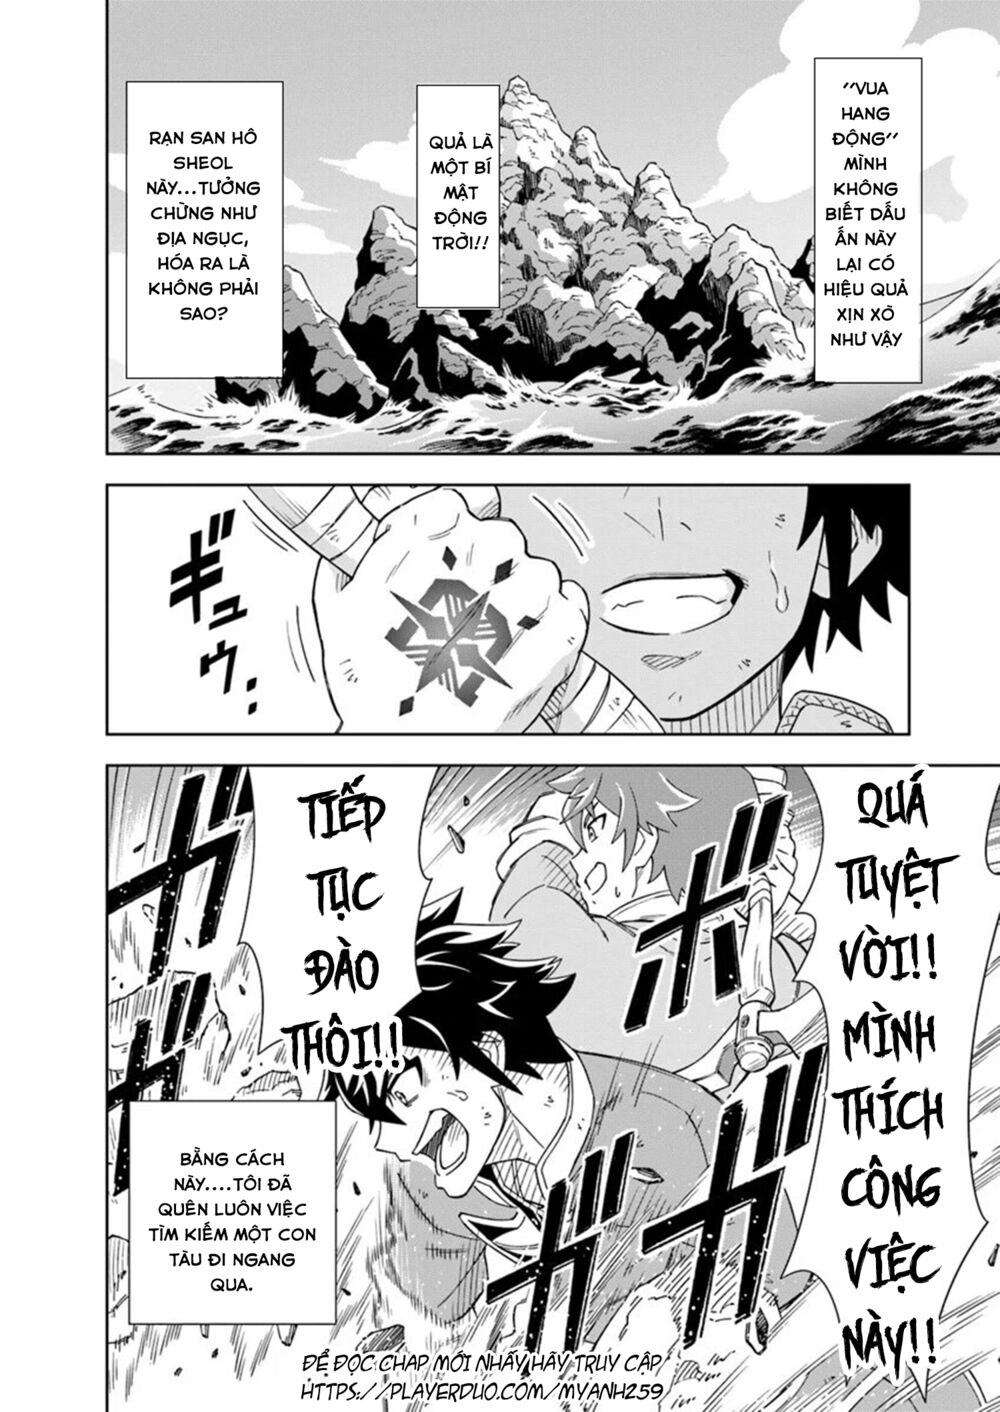 "VUA
HANG
ĐỘNG"
MÌNH
KHÔNG
BIẾT DẤU
ẤN NÀY
LẠI CÓ
HIỆU QUẢ
XỊN XÒ
NHƯ VẬY
QUẢ LÀ
MỘT BÍ
MẬT
ĐỘNG
TRỜI!!
RẠN SAN HÔ
SHEOL
NÀY...TƯỞNG
CHỪNG NHƯ
ĐỊA NGỤC,
HÓA RA LÀ
KHÔNG PHẢI
SAO?
ギュウ..
QUÁ
TUYỆT
VỜI!!
MÌNH
THÍCH
CÔNG
VIỆC
NÀY!!
TIẾP
TỤC
ĐÀO
THÔI!!
ガガ
ガガ
ガガ
BẰNG CÁCH
NÀY....TÔI ĐÃ
QUÊN LUÔN VIỆC
TÌM KIẾM MỘT CON
TÀU ĐI NGANG
QUA.
ĐỂ ĐỌC CHAP MỚI NHẤY HÃY TRUY CẬP
HTTPS://PLAYERDUO.COM/MYANH259